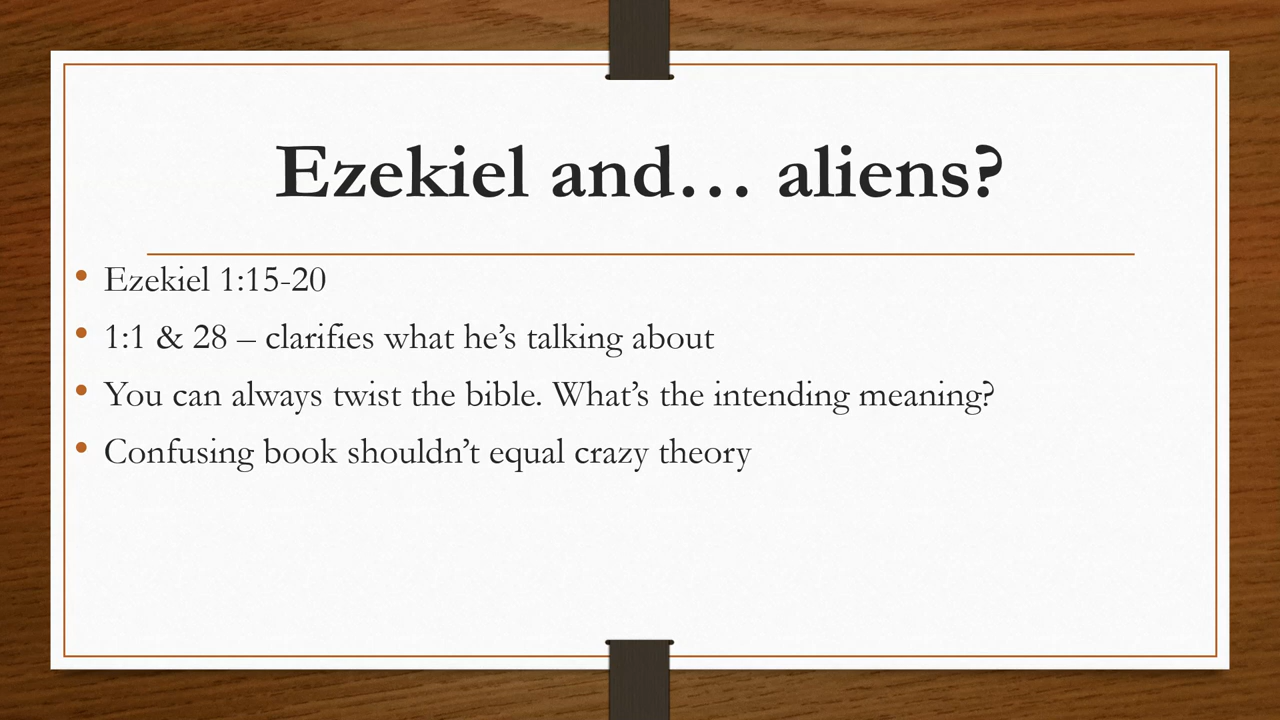 Ezekiel and… aliens?
• Ezekiel 1:15-20
• 1:1 & 28 – clarifies what he’s talking about
• You can always twist the bible. What’s the intending meaning?
• Confusing book shouldn’t equal crazy theory